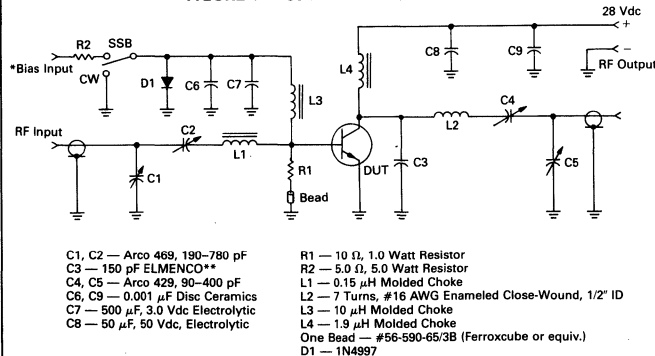 28 Vdc
+
–
RF Output
*Bias Input
R2
SSB
CW
D1
C6
C7
L3
L4
C8
C9
RF Input
C1
C2
L1
R1
Bead
DUT
C3
L2
C4
C5
C1, C2 — Arco 469, 190–780 pF
C3 — 150 pF ELMENCO**
C4, C5 — Arco 429, 90–400 pF
C6, C9 — 0.001 µF Disc Ceramics
C7 — 500 µF, 3.0 Vdc Electrolytic
C8 — 50 µF, 50 Vdc, Electrolytic
R1 — 10 Ω, 1.0 Watt Resistor
R2 — 5.0 Ω, 5.0 Watt Resistor
L1 — 0.15 µH Molded Choke
L2 — 7 Turns, #16 AWG Enameled Close-Wound, 1/2" ID
L3 — 10 µH Molded Choke
L4 — 1.9 µH Molded Choke
One Bead — #56-590-65/3B (Ferroxcube or equiv.)
D1 — 1N4997